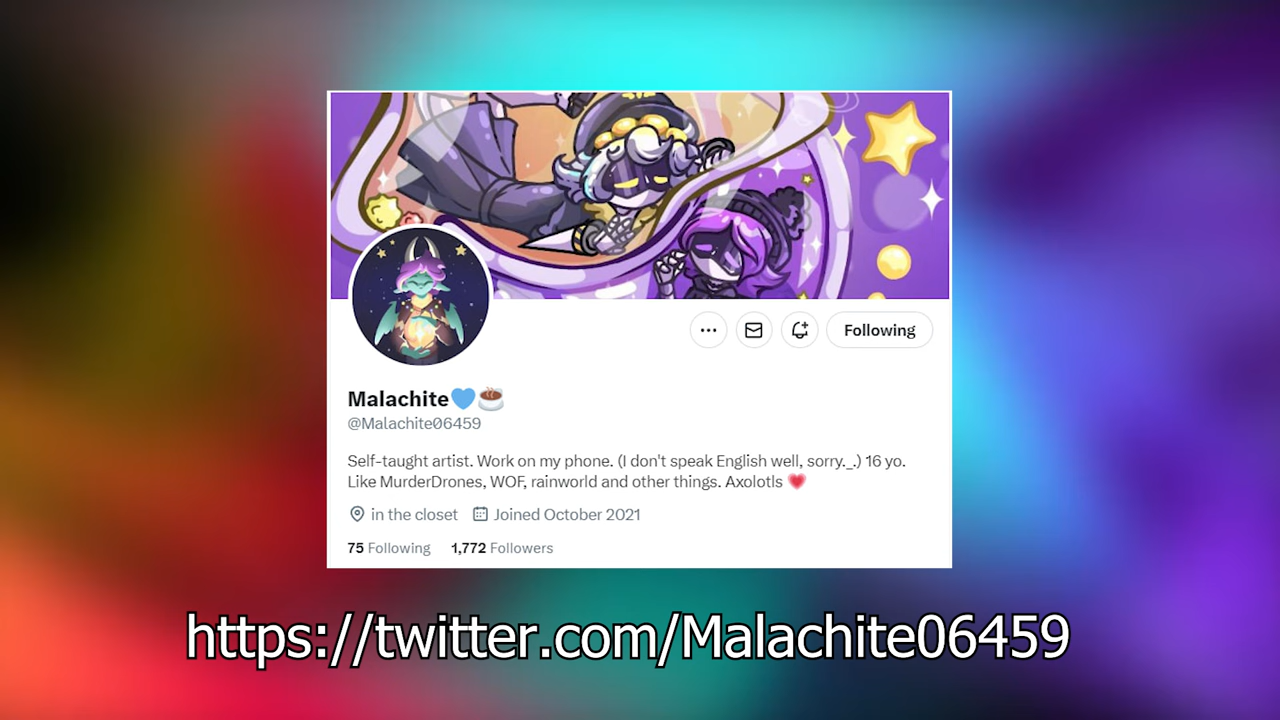 Following
Malachite💙☕
@Malachite06459
Self-taught artist. Work on my phone. (I don't speak English well, sorry._.) 16 yo.
Like MurderDrones, WOF, rainworld and other things. Axolotls 💗
in the closet Joined October 2021
75 Following 1,772 Followers
https://twitter.com/Malachite06459